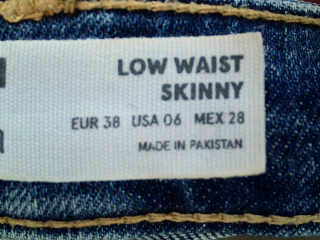 LOW WAIST
SKINNY
EUR 38 USA 06 MEX 28
MADE IN PAKISTAN